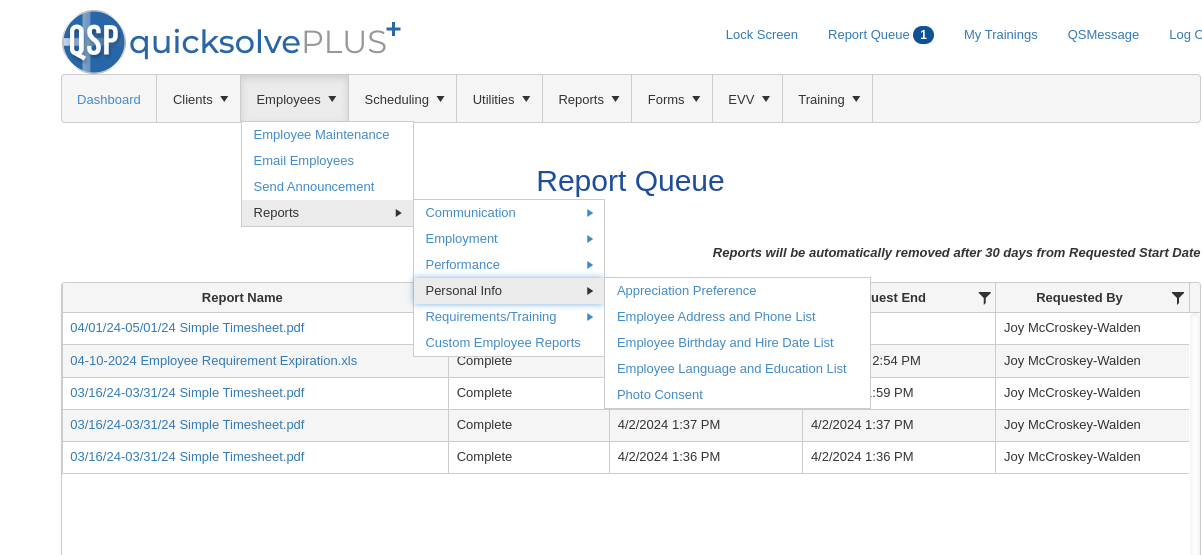 QSP quicksolvePLUS+
Lock Screen Report Queue 1 My Trainings QSMessage Log
Dashboard Clients Employees Scheduling Utilities Reports Forms EVV Training
Employee Maintenance
Email Employees
Send Announcement
Reports
Report Queue
Communication
Employment
Performance
Personal Info
Requirements/Training
Custom Employee Reports
Appreciation Preference
Employee Address and Phone List
Employee Birthday and Hire Date List
Employee Language and Education List
Photo Consent
Reports will be automatically removed after 30 days from Requested Start Date
Report Name uest End Requested By
04/01/24-05/01/24 Simple Timesheet.pdf Joy McCroskey-Walden
04-10-2024 Employee Requirement Expiration.xls Complete 2:54 PM Joy McCroskey-Walden
03/16/24-03/31/24 Simple Timesheet.pdf Complete :59 PM Joy McCroskey-Walden
03/16/24-03/31/24 Simple Timesheet.pdf Complete 4/2/2024 1:37 PM 4/2/2024 1:37 PM Joy McCroskey-Walden
03/16/24-03/31/24 Simple Timesheet.pdf Complete 4/2/2024 1:36 PM 4/2/2024 1:36 PM Joy McCroskey-Walden